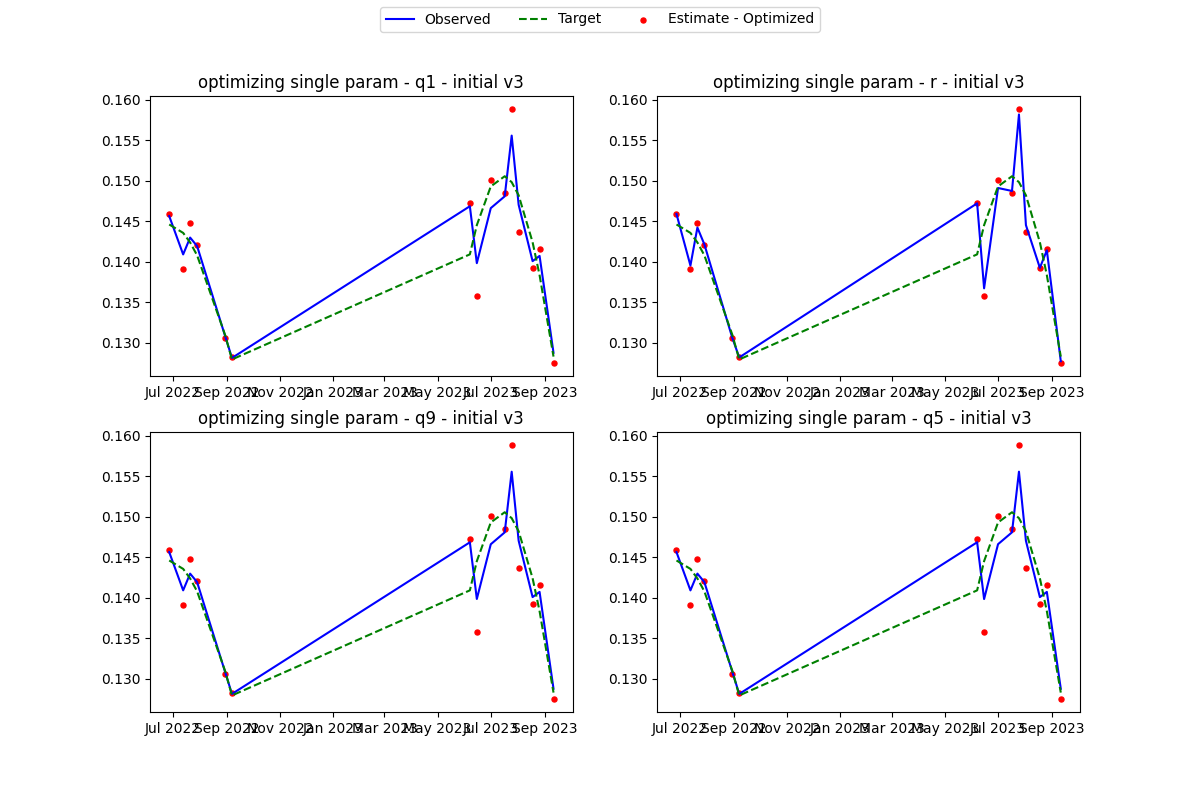 Observed Target Estimate - Optimized
optimizing single param - q1 - initial v3 optimizing single param - r - initial v3
0.160 0.160
0.155 0.155
0.150 0.150
0.145 0.145
0.140 0.140
0.135 0.135
0.130 0.130
Jul 2022 Sep 2022 Nov 2022 Jan 2023 Mar 2023 May 2023 Jul 2023 Sep 2023 Jul 2022 Sep 2022 Nov 2022 Jan 2023 Mar 2023 May 2023 Jul 2023 Sep 2023
optimizing single param - q9 - initial v3 optimizing single param - q5 - initial v3
0.160 0.160
0.155 0.155
0.150 0.150
0.145 0.145
0.140 0.140
0.135 0.135
0.130 0.130
Jul 2022 Sep 2022 Nov 2022 Jan 2023 Mar 2023 May 2023 Jul 2023 Sep 2023 Jul 2022 Sep 2022 Nov 2022 Jan 2023 Mar 2023 May 2023 Jul 2023 Sep 2023